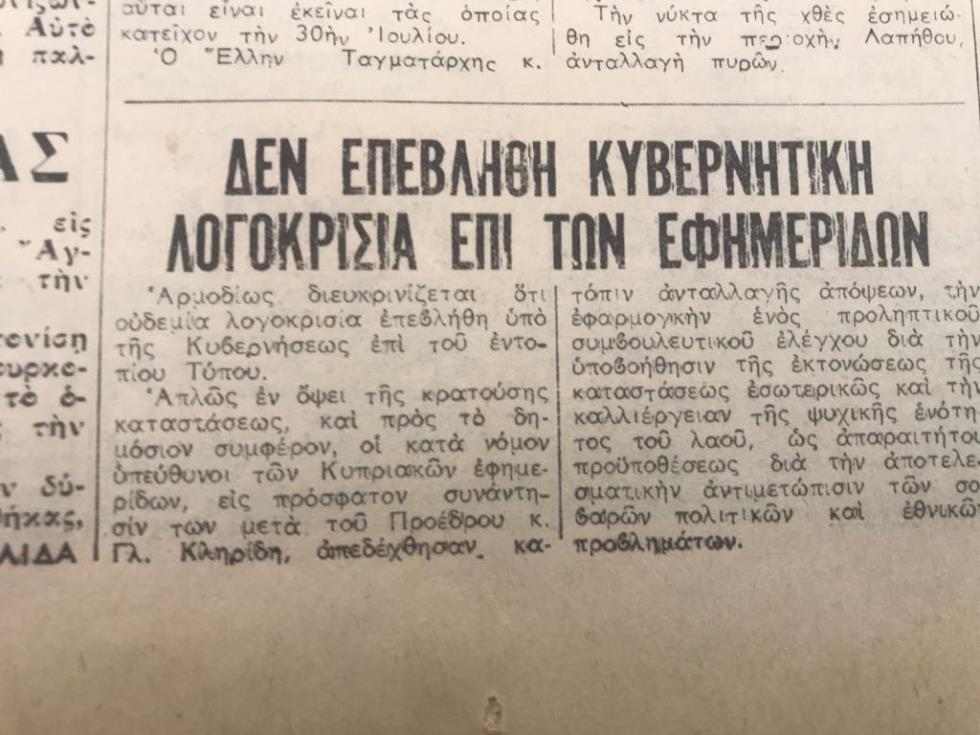 Αὐτὸ
παλ-
ΑΣ
εἰς
"Αγ-
τὴν
τονίση
τὸ ὁ-
τὴν
δύ-
ΛΙΔΑ
αὗται εἶναι ἐκεῖναι τὰς ὁποίας
κατεῖχον τὴν 30ὴν Ἰουλίου.
Ὁ Ἕλλην Ταγματάρχης κ.
Τὴν νύκτα τῆς χθὲς ἐσημειώ-
θη εἰς τὴν περιοχὴν Λαπήθου,
ἀνταλλαγὴ πυρῶν.
ΔΕΝ ΕΠΕΒΛΗΘΗ ΚΥΒΕΡΝΗΤΙΚΗ
ΛΟΓΟΚΡΙΣΙΑ ΕΠΙ ΤΩΝ ΕΦΗΜΕΡΙΔΩΝ
Ἁρμοδίως διευκρινίζεται ὅτι
οὐδεμία λογοκρισία ἐπεβλήθη ὑπὸ
τῆς Κυβερνήσεως ἐπὶ τοῦ ἐντο-
πίου Τύπου.
Ἁπλῶς ἐν ὄψει τῆς κρατούσης
καταστάσεως, καὶ πρὸς τὸ δη-
μόσιον συμφέρον, οἱ κατὰ νόμον
ὑπεύθυνοι τῶν Κυπριακῶν ἐφημε-
ρίδων, εἰς πρόσφατον συνάντη-
σίν των μετὰ τοῦ Προέδρου κ.
Γλ. Κληρίδη, ἀπεδέχθησαν, κα-
τόπιν ἀνταλλαγῆς ἀπόψεων, τὴν
ἐφαρμογικὴν ἑνὸς προληπτικοῦ
συμβουλευτικοῦ ἐλέγχου διὰ τὴν
ὑποβοήθησιν τῆς ἐκτονώσεως τῆς
καταστάσεως ἐσωτερικῶς καὶ τὴν
καλλιέργειαν τῆς ψυχικῆς ἑνότη
τος τοῦ λαοῦ, ὡς ἀπαραιτήτοι
προϋποθέσεως διὰ τὴν ἀποτελε-
σματικὴν ἀντιμετώπισιν τῶν σο
βαρῶν πολιτικῶν καὶ ἐθνικῶν
προβλημάτων.